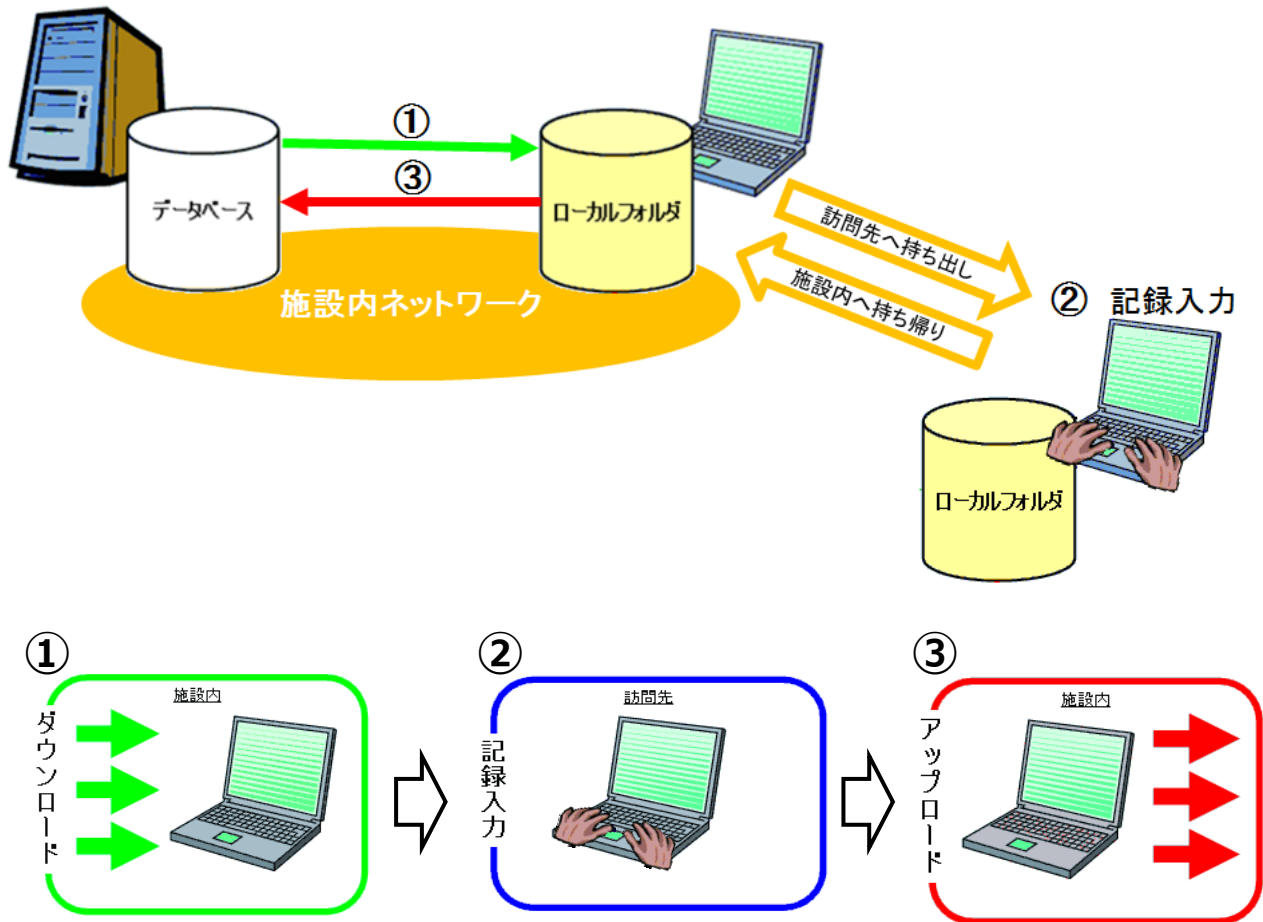 ①
③
データベース
ローカルフォルダ
施設内ネットワーク
訪問先へ持ち出し
施設内へ持ち帰り
② 記録入力
ローカルフォルダ
①
施設内
ダウンロード
②
訪問先
記録入力
③
施設内
アップロード